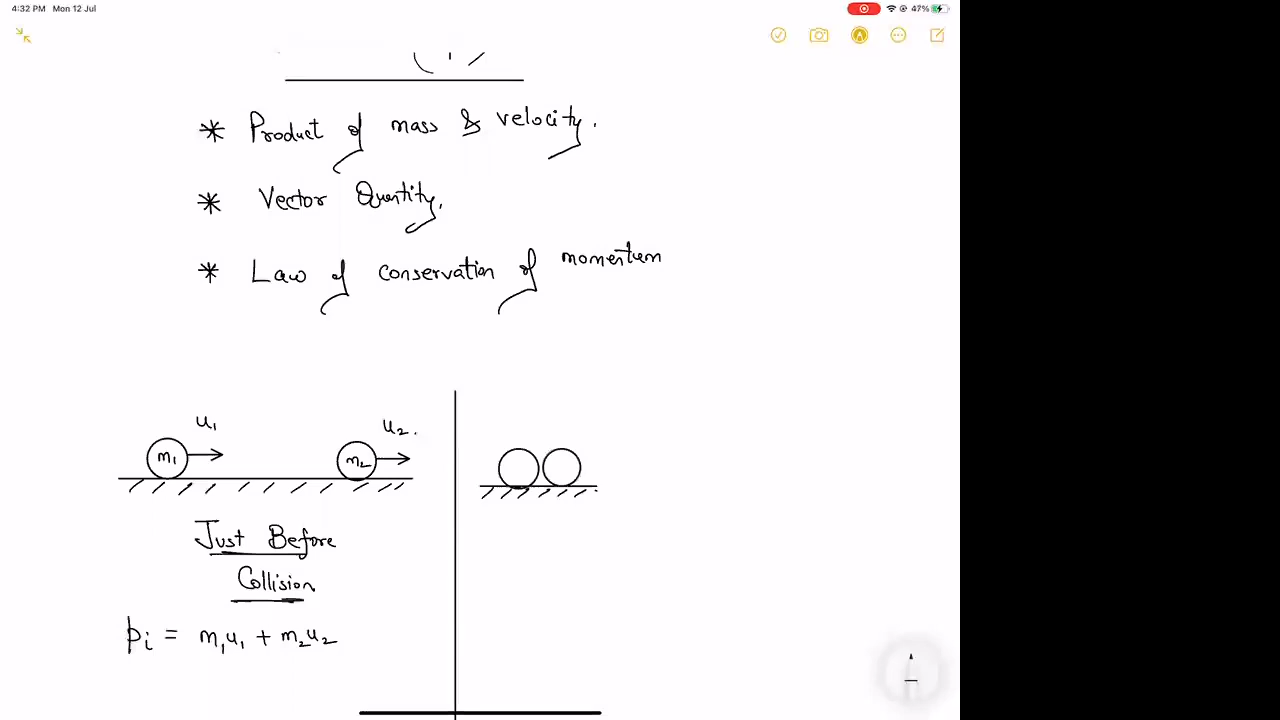 4:32 PM Mon 12 Jul
47%
* Product of mass & velocity.
* Vector Quantity.
* Law of conservation of momentum
u₁
u₂.
m₁
m₂
Just Before
Collision
pᵢ = m₁u₁ + m₂u₂